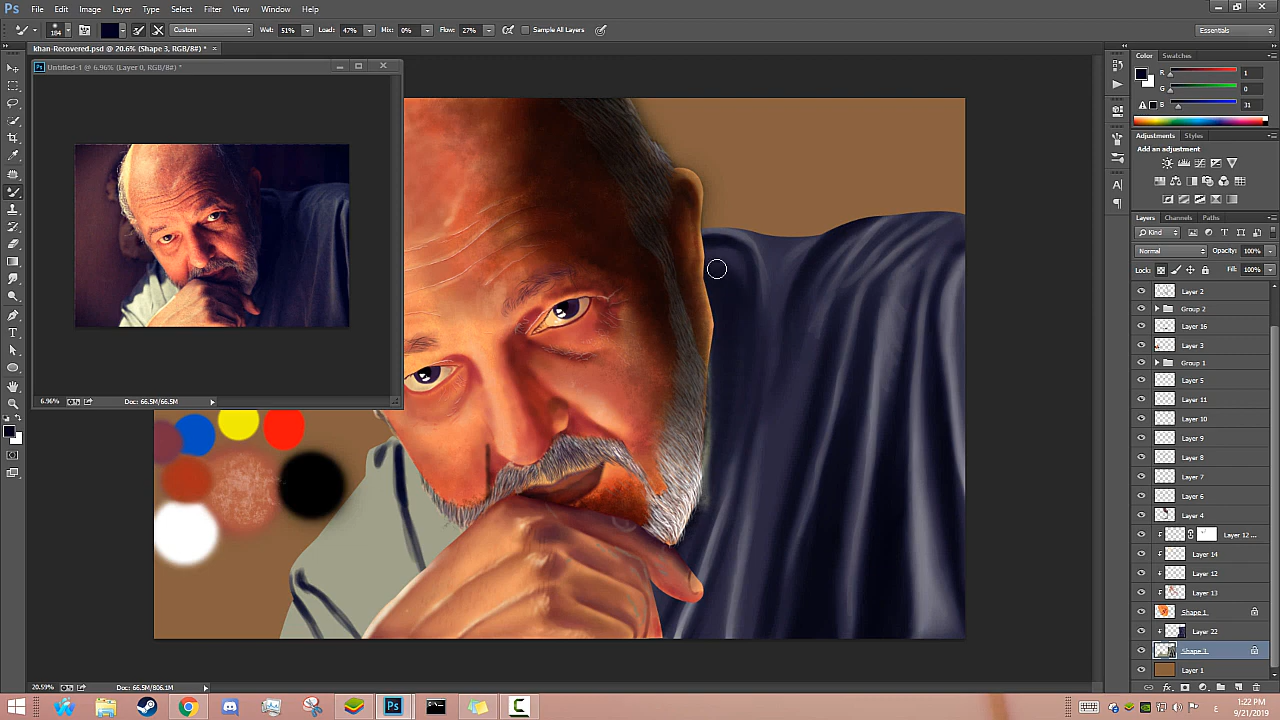 Ps File Edit Image Layer Type Select Filter View Window Help
184 Custom Wet: 51% Load: 47% Mix: 0% Flow: 27% Sample All Layers Essentials
khan-Recovered.psd @ 20.6% (Shape 3, RGB/8#) * ×
Untitled-1 @ 6.96% (Layer 0, RGB/8#) *
6.96% Doc: 66.5M/66.5M
Color Swatches
R 1
G 0
B 31
Adjustments Styles
Add an adjustment
Layers Channels Paths
Kind
Normal Opacity: 100%
Lock: Fill: 100%
Layer 2
Group 2
Layer 16
Layer 3
Group 1
Layer 5
Layer 11
Layer 10
Layer 9
Layer 8
Layer 7
Layer 6
Layer 4
Layer 12 ...
Layer 14
Layer 12
Layer 13
Shape 1
Layer 22
Shape 3
Layer 1
20.59% Doc: 66.5M/806.1M
1:22 PM
9/21/2019